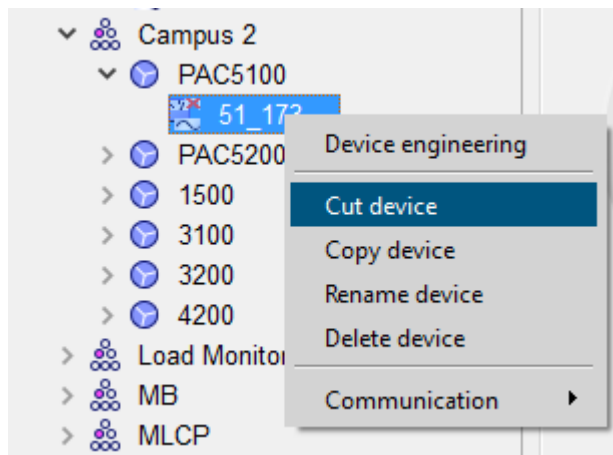 Campus 2
PAC5100
51_173
PAC5200
1500
3100
3200
4200
Load Monitor
MB
MLCP
Device engineering
Cut device
Copy device
Rename device
Delete device
Communication